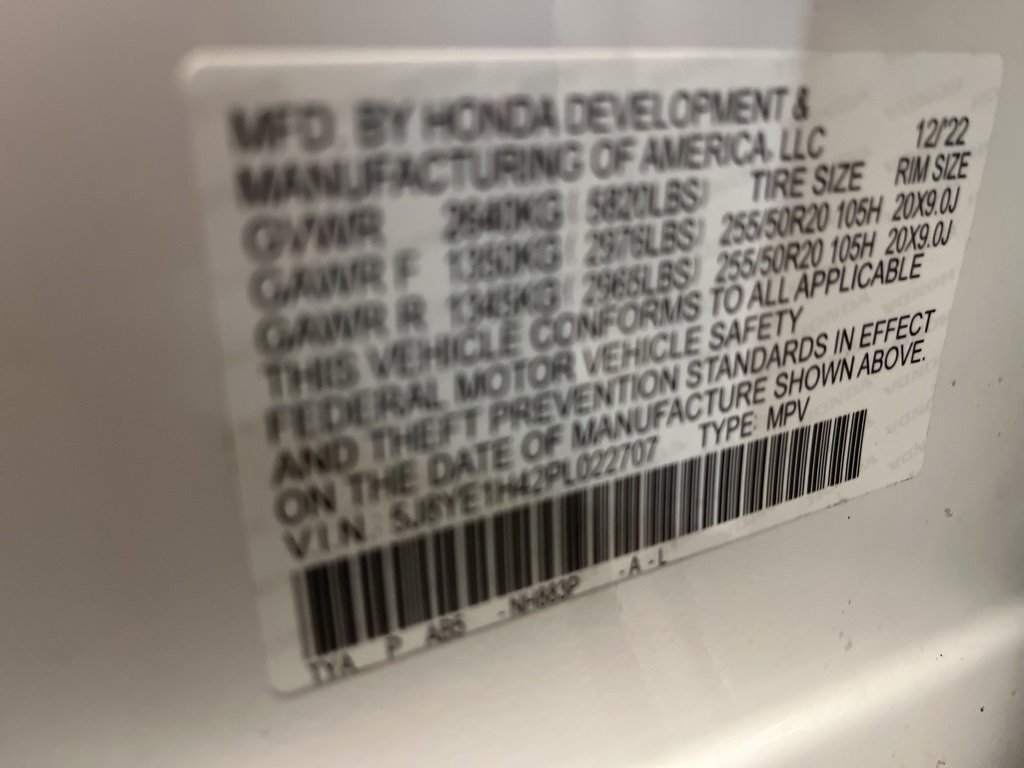 MFD. BY HONDA DEVELOPMENT &
MANUFACTURING OF AMERICA, LLC 12/22
GVWR 2640KG ( 5820LBS) TIRE SIZE RIM SIZE
GAWR F 1350KG ( 2976LBS) 255/50R20 105H 20X9.0J
GAWR R 1345KG ( 2965LBS) 255/50R20 105H 20X9.0J
THIS VEHICLE CONFORMS TO ALL APPLICABLE
FEDERAL MOTOR VEHICLE SAFETY
AND THEFT PREVENTION STANDARDS IN EFFECT
ON THE DATE OF MANUFACTURE SHOWN ABOVE.
V.I.N. 5J8YE1H42PL022707 TYPE: MPV
TYA P ABS -NH883P -A-L